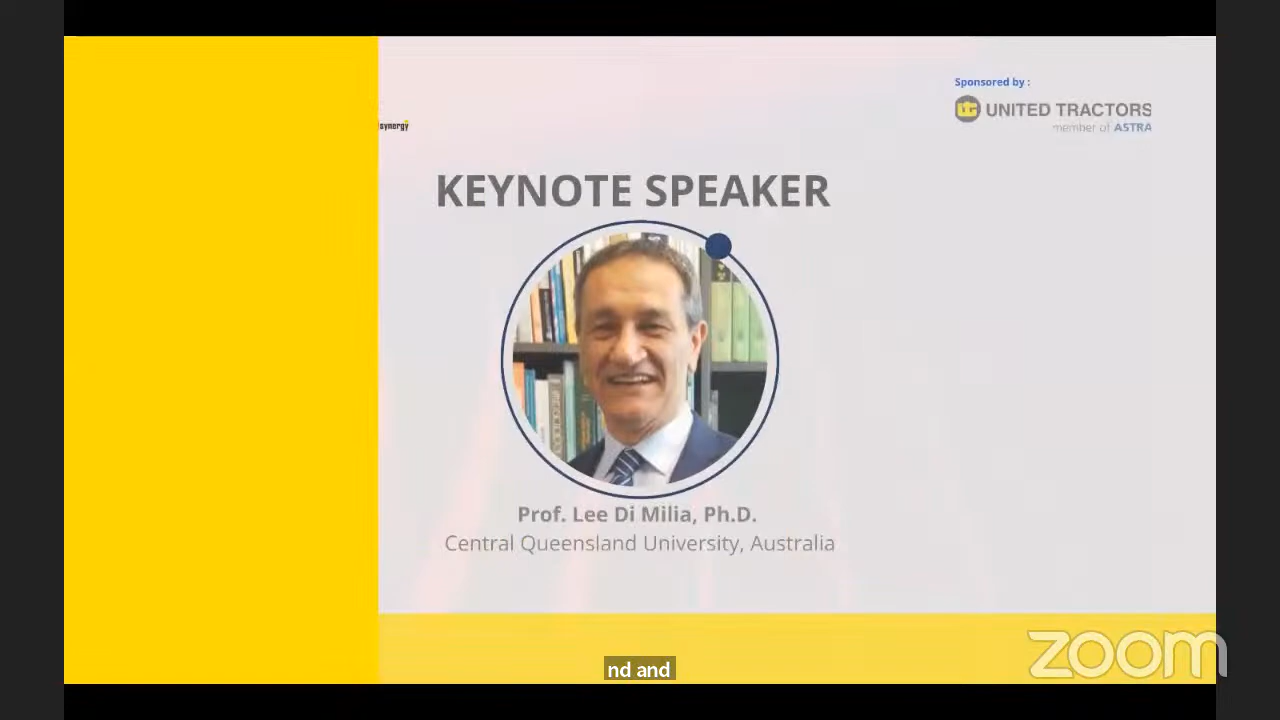 Sponsored by :
UNITED TRACTORS
member of ASTRA
synergy
KEYNOTE SPEAKER
Prof. Lee Di Milia, Ph.D.
Central Queensland University, Australia
zoom
nd and